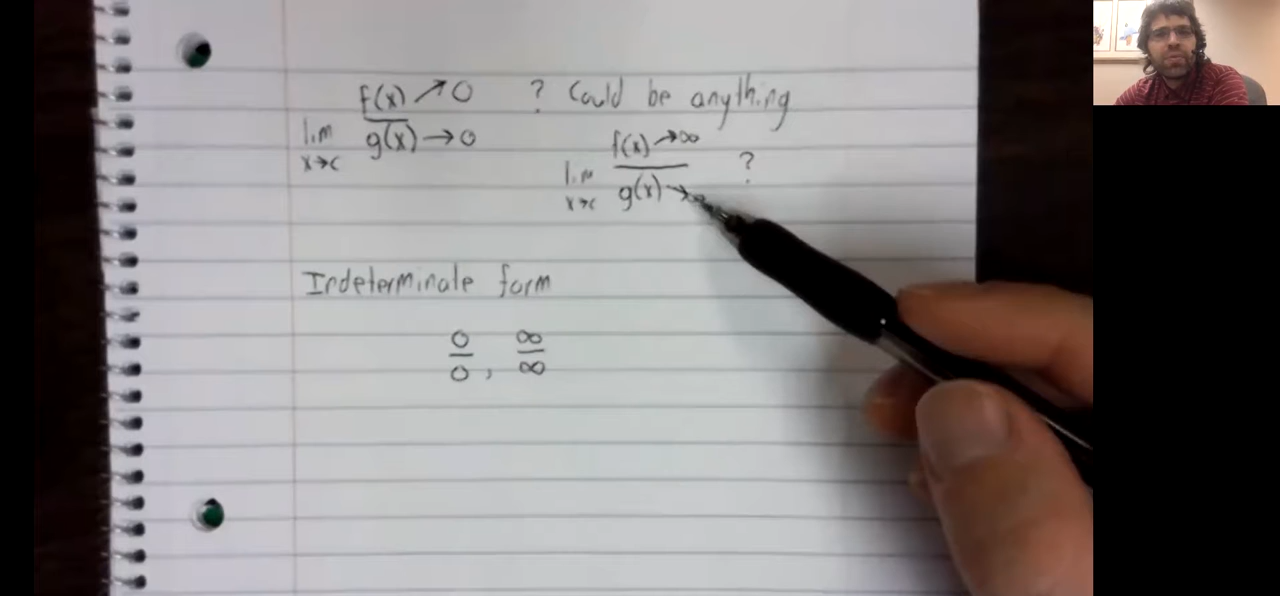 f(x) → 0 ? Could be anything
lim x→c g(x) → 0
f(x) → ∞
lim x→c g(x) → ∞ ?
Indeterminate form
0/0 , ∞/∞